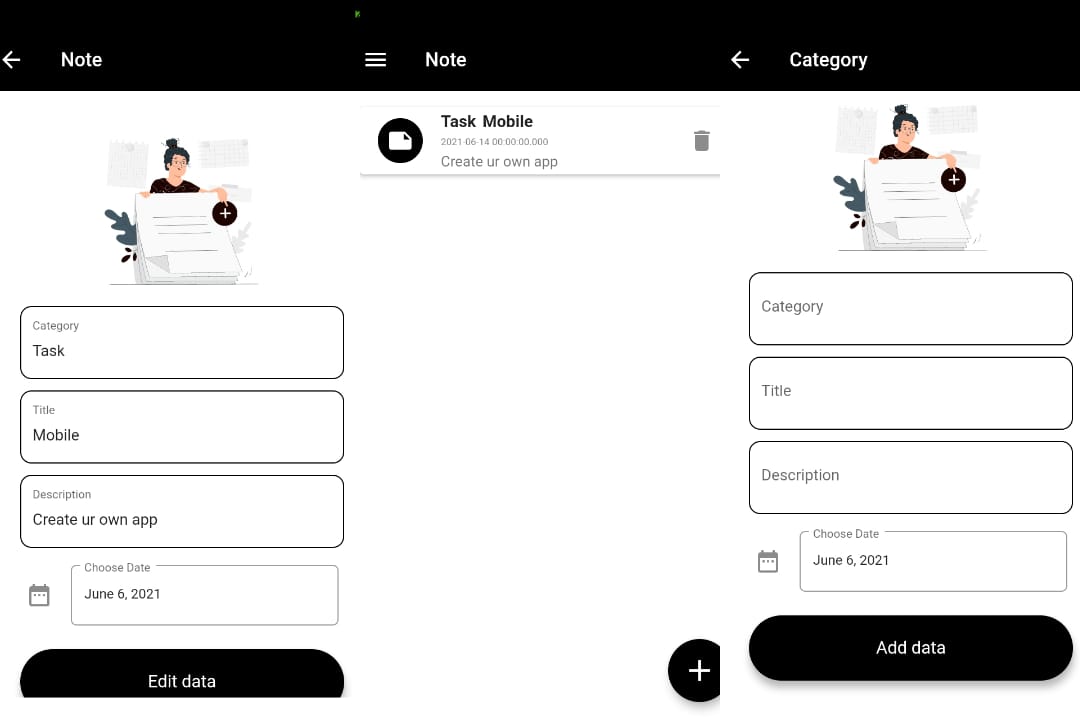 Note
Category
Task
Title
Mobile
Description
Create ur own app
Choose Date
June 6, 2021
Edit data
Note
Task Mobile
2021-06-14 00:00:00.000
Create ur own app
Category
Category
Title
Description
Choose Date
June 6, 2021
Add data